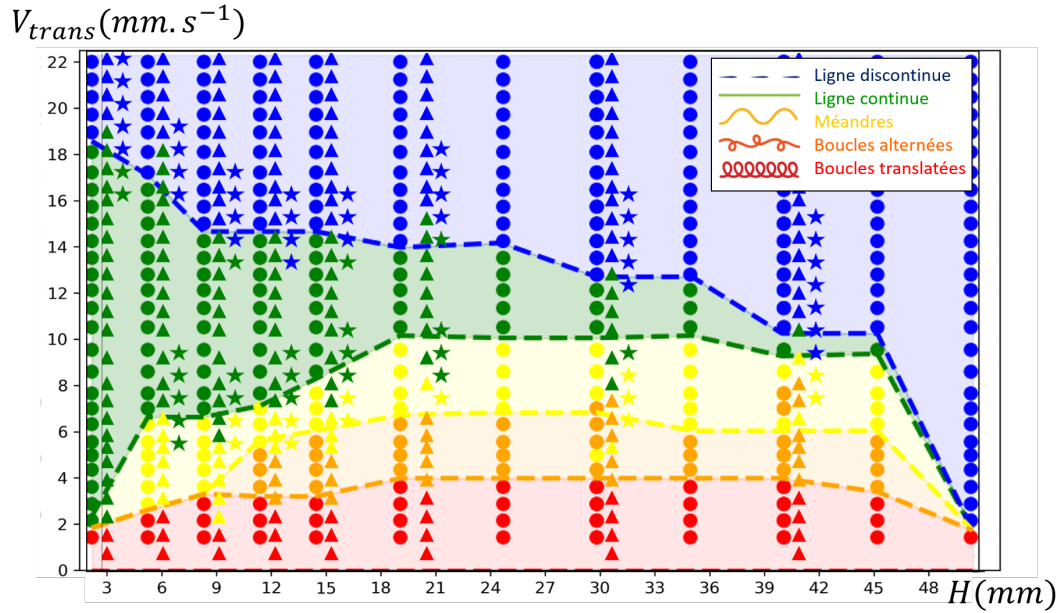 V_trans(mm.s⁻¹)
22
20
18
16
14
12
10
8
6
4
2
0
Ligne discontinue
Ligne continue
Méandres
Boucles alternées
Boucles translatées
3 6 9 12 15 18 21 24 27 30 33 36 39 42 45 48
H(mm)